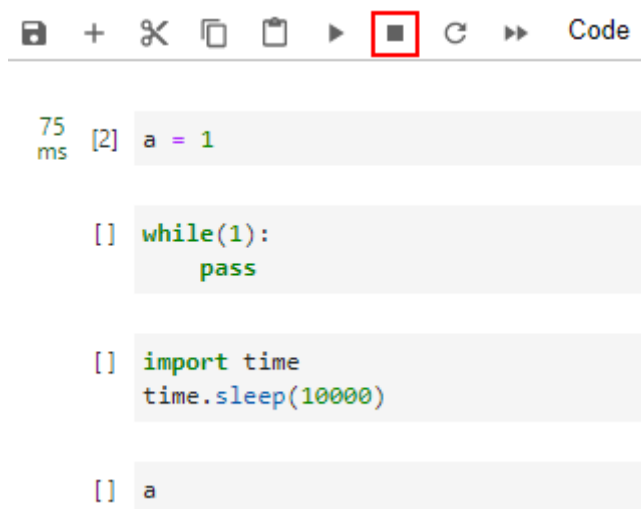 Code
75
ms
[2] a = 1
[] while(1):
pass
[] import time
time.sleep(10000)
[] a